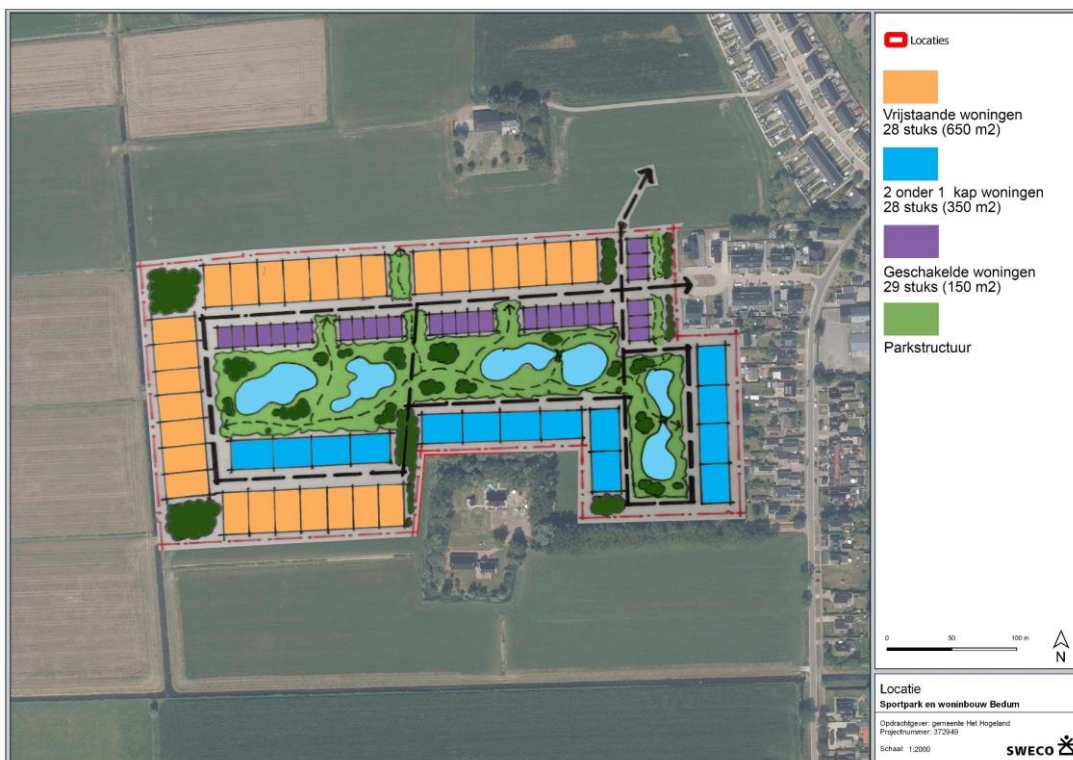 Locaties
Vrijstaande woningen
28 stuks (650 m2)
2 onder 1 kap woningen
28 stuks (350 m2)
Geschakelde woningen
29 stuks (150 m2)
Parkstructuur
0 50 100 m
N
Locatie
Sportpark en woninbouw Bedum
Opdrachtgever: gemeente Het Hogeland
Projectnummer: 372949
Schaal: 1:2000
SWECO